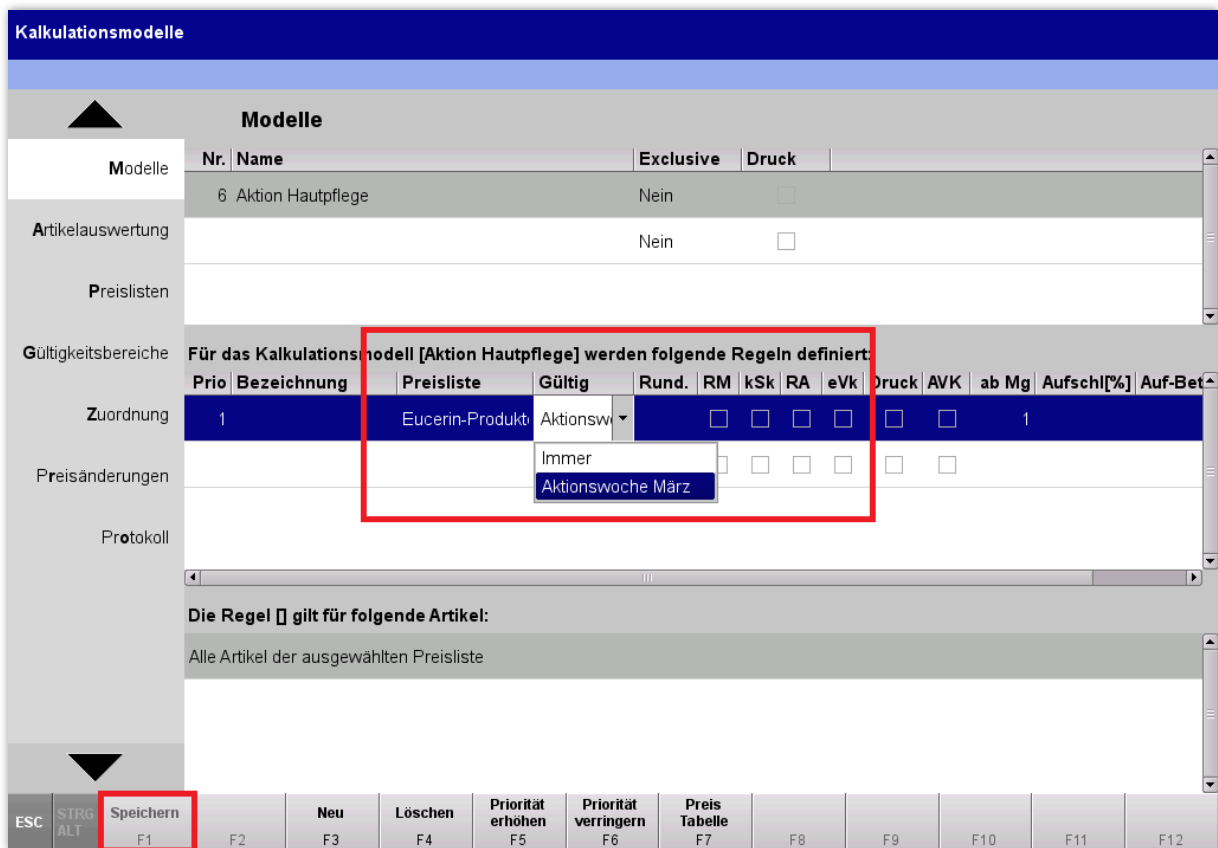 Kalkulationsmodelle
Modelle
Modelle
Artikelauswertung
Preislisten
Gültigkeitsbereiche
Zuordnung
Preisänderungen
Protokoll
Nr. Name Exclusive Druck
6 Aktion Hautpflege Nein
Nein
Für das Kalkulationsmodell [Aktion Hautpflege] werden folgende Regeln definiert:
Prio Bezeichnung Preisliste Gültig Rund. RM kSk RA eVk Druck AVK ab Mg Aufschl[%] Auf-Bet
1 Eucerin-Produkt Aktionsw 1
Immer
Aktionswoche März
Die Regel [] gilt für folgende Artikel:
Alle Artikel der ausgewählten Preisliste
ESC STRG ALT
Speichern F1
F2
Neu F3
Löschen F4
Priorität erhöhen F5
Priorität verringern F6
Preis Tabelle F7
F8
F9
F10
F11
F12